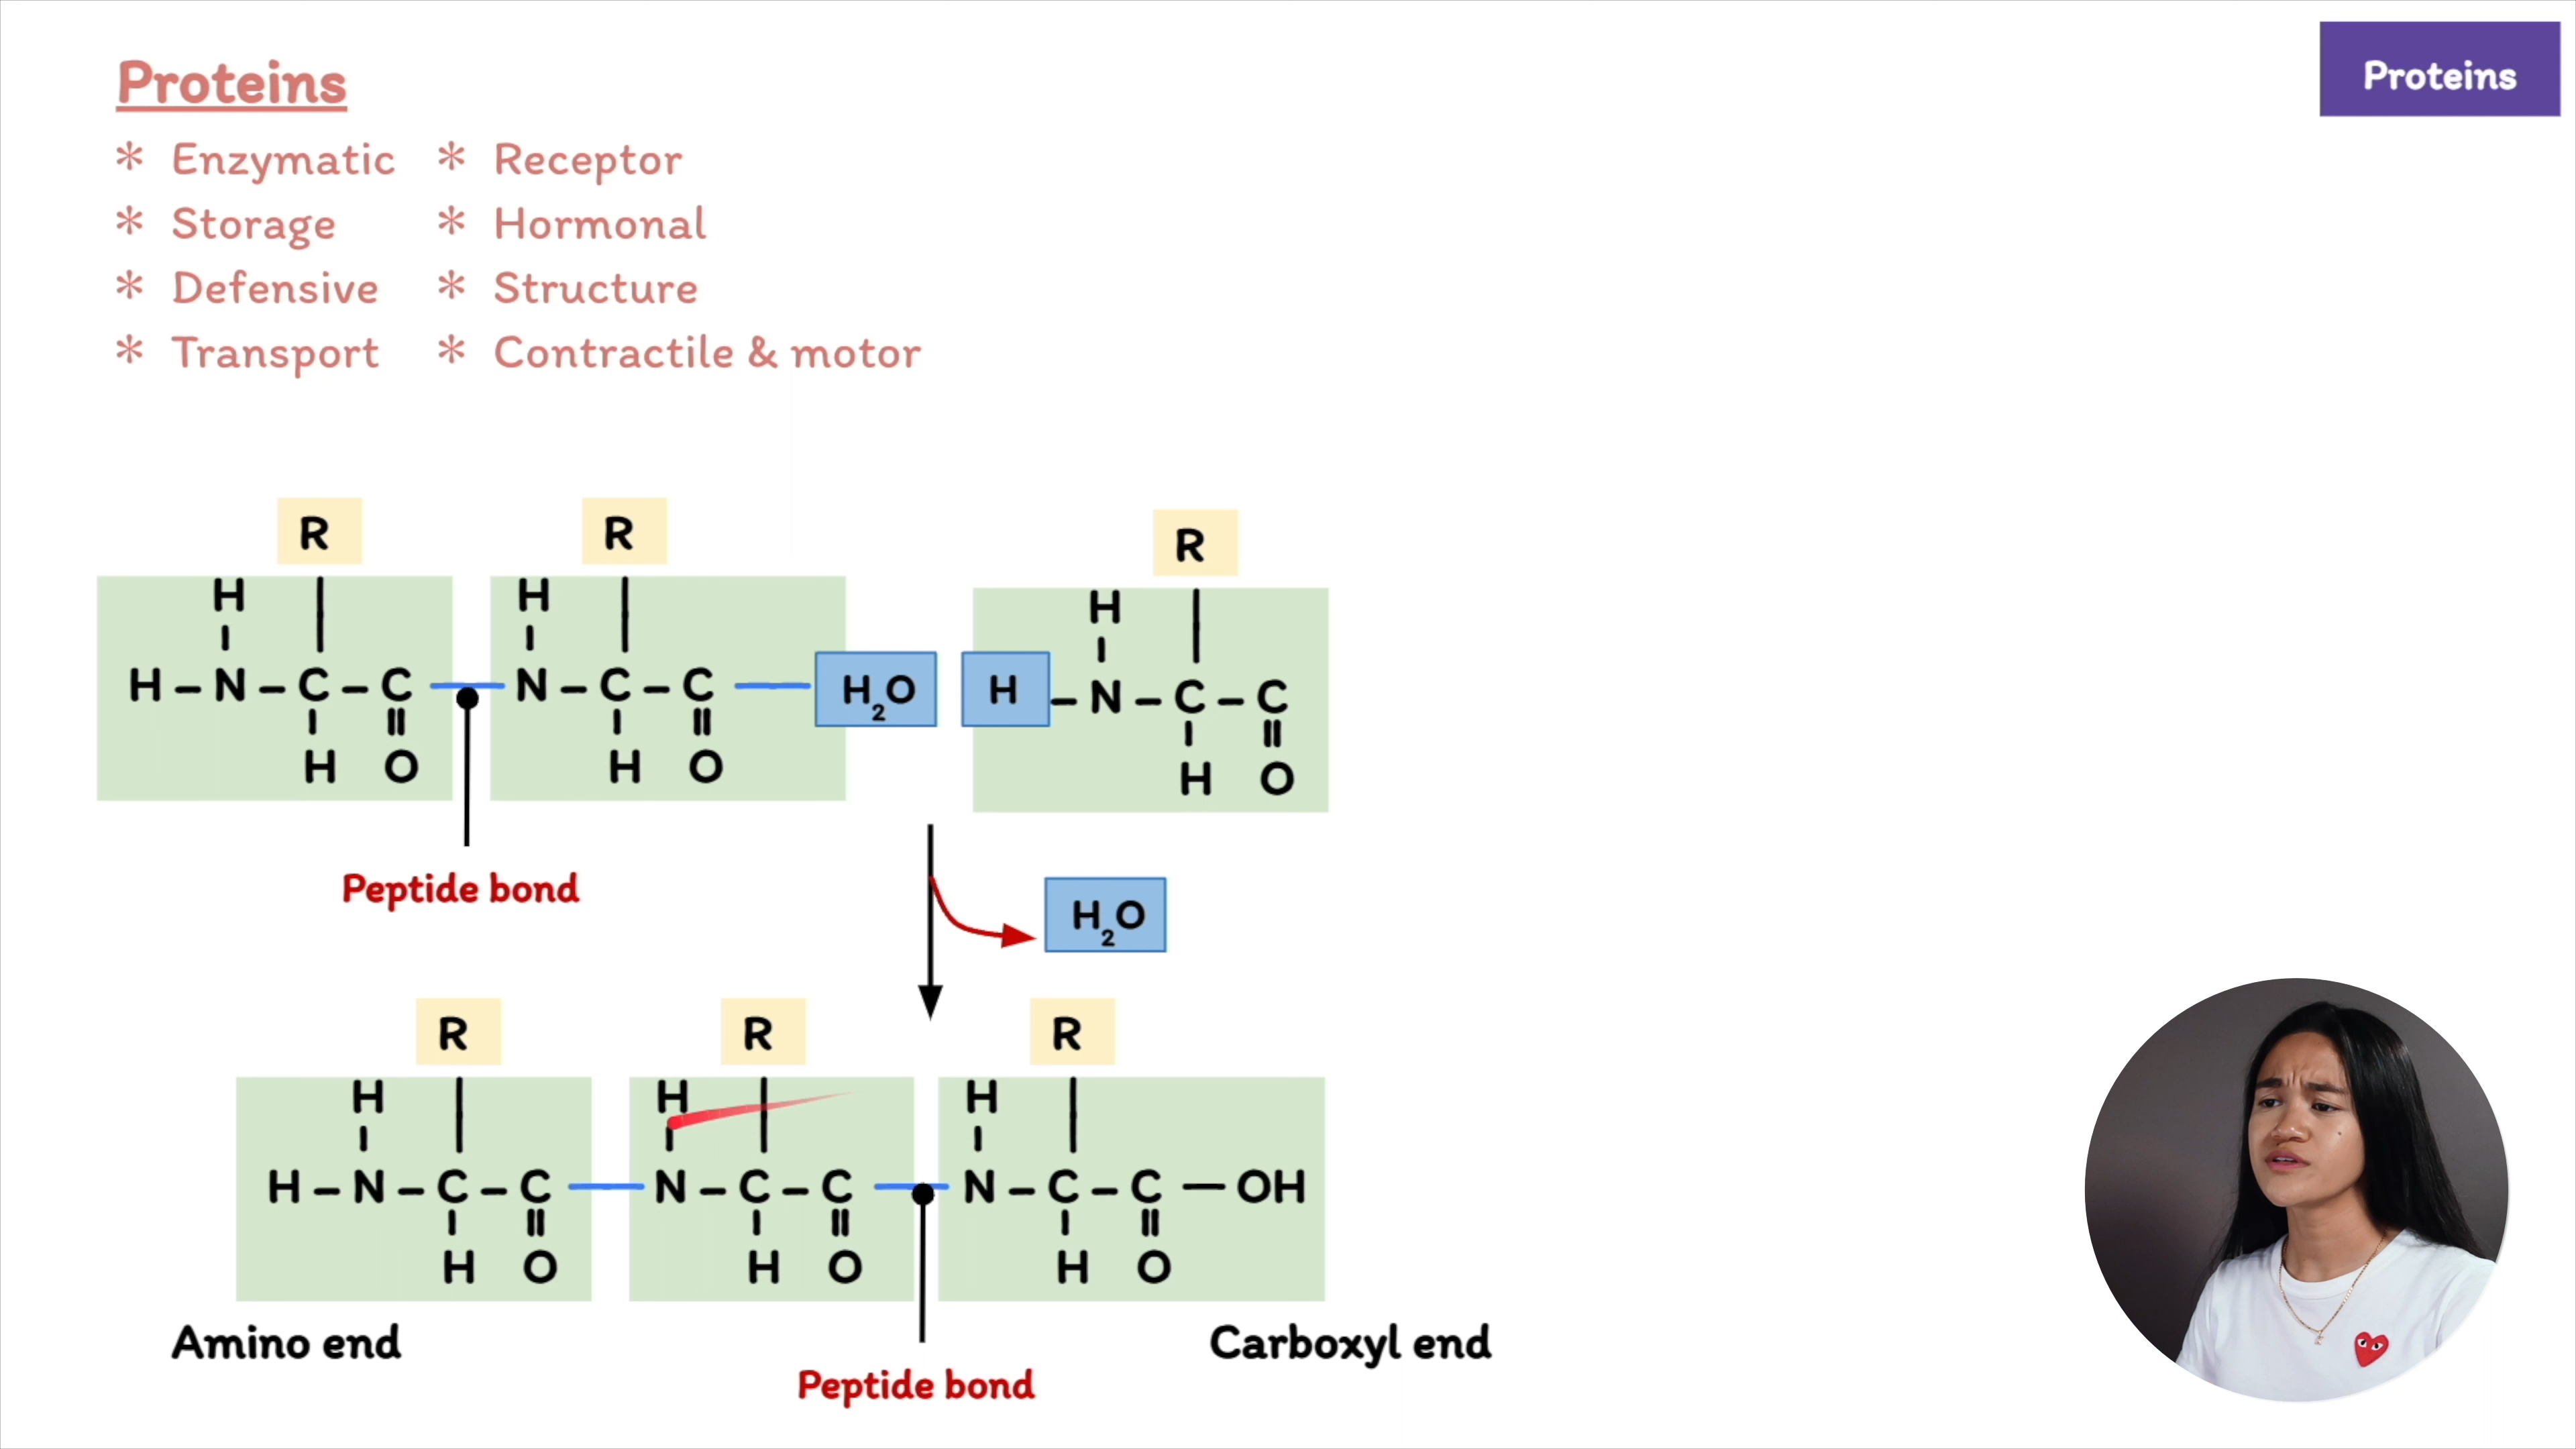 Proteins
Proteins
* Enzymatic * Receptor
* Storage * Hormonal
* Defensive * Structure
* Transport * Contractile & motor
R R R
H H H
H – N – C – C N – C – C H₂O H – N – C – C
H O H O H O
Peptide bond
H₂O
R R R
H H H
H – N – C – C N – C – C N – C – C — OH
H O H O H O
Amino end Carboxyl end
Peptide bond